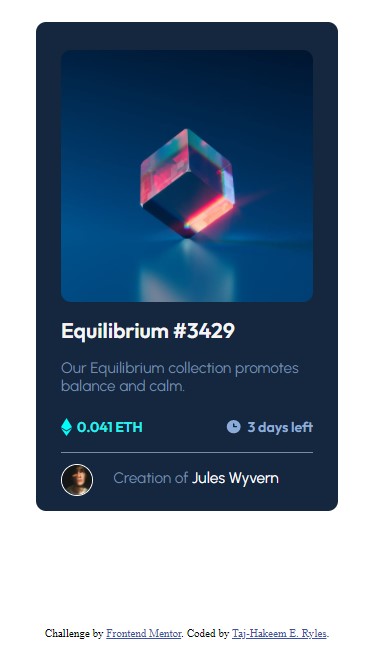 Equilibrium #3429
Our Equilibrium collection promotes
balance and calm.
0.041 ETH 3 days left
Creation of Jules Wyvern
Challenge by Frontend Mentor. Coded by Taj-Hakeem E. Ryles.